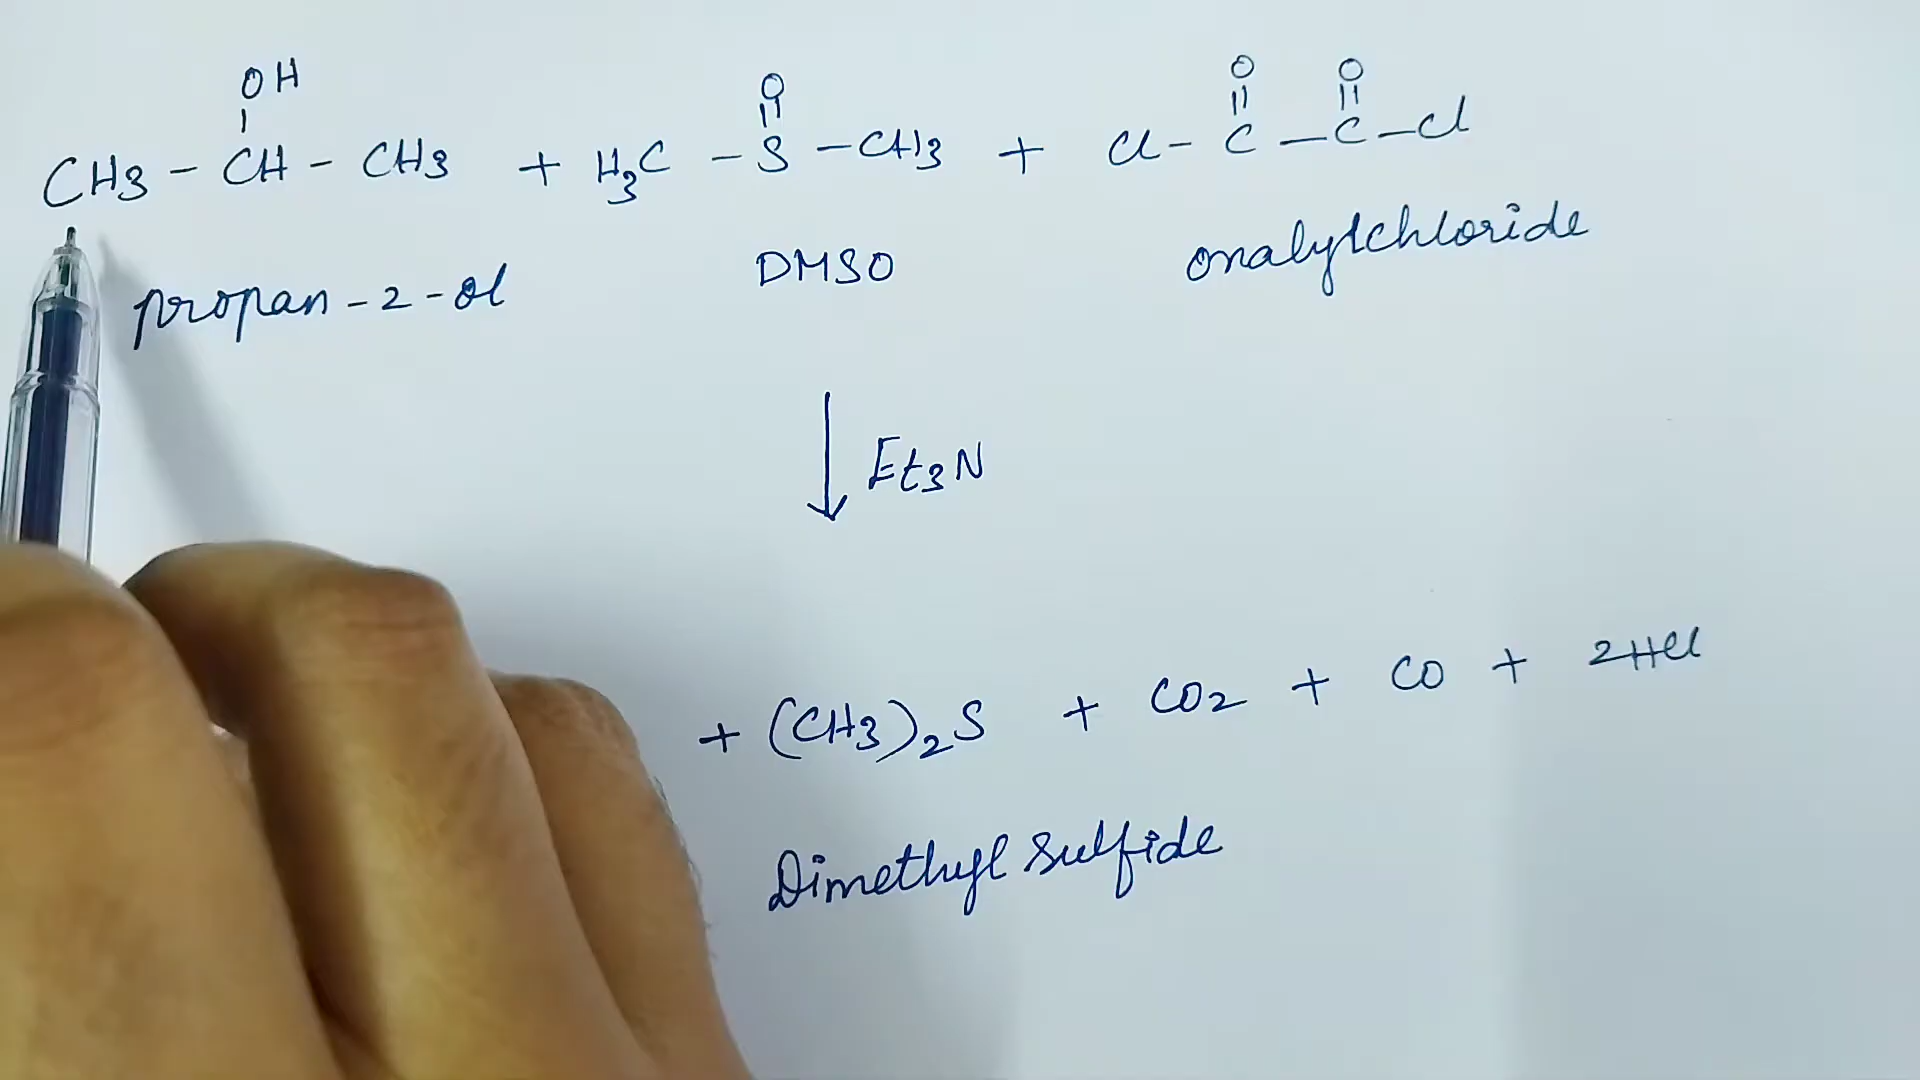 OH O O O
CH3 - CH - CH3 + H3C - S - CH3 + Cl - C - C - Cl
propan-2-ol DMSO onalylchloride
Et3N
+ (CH3)2S + CO2 + CO + 2HCl
Dimethyl sulfide